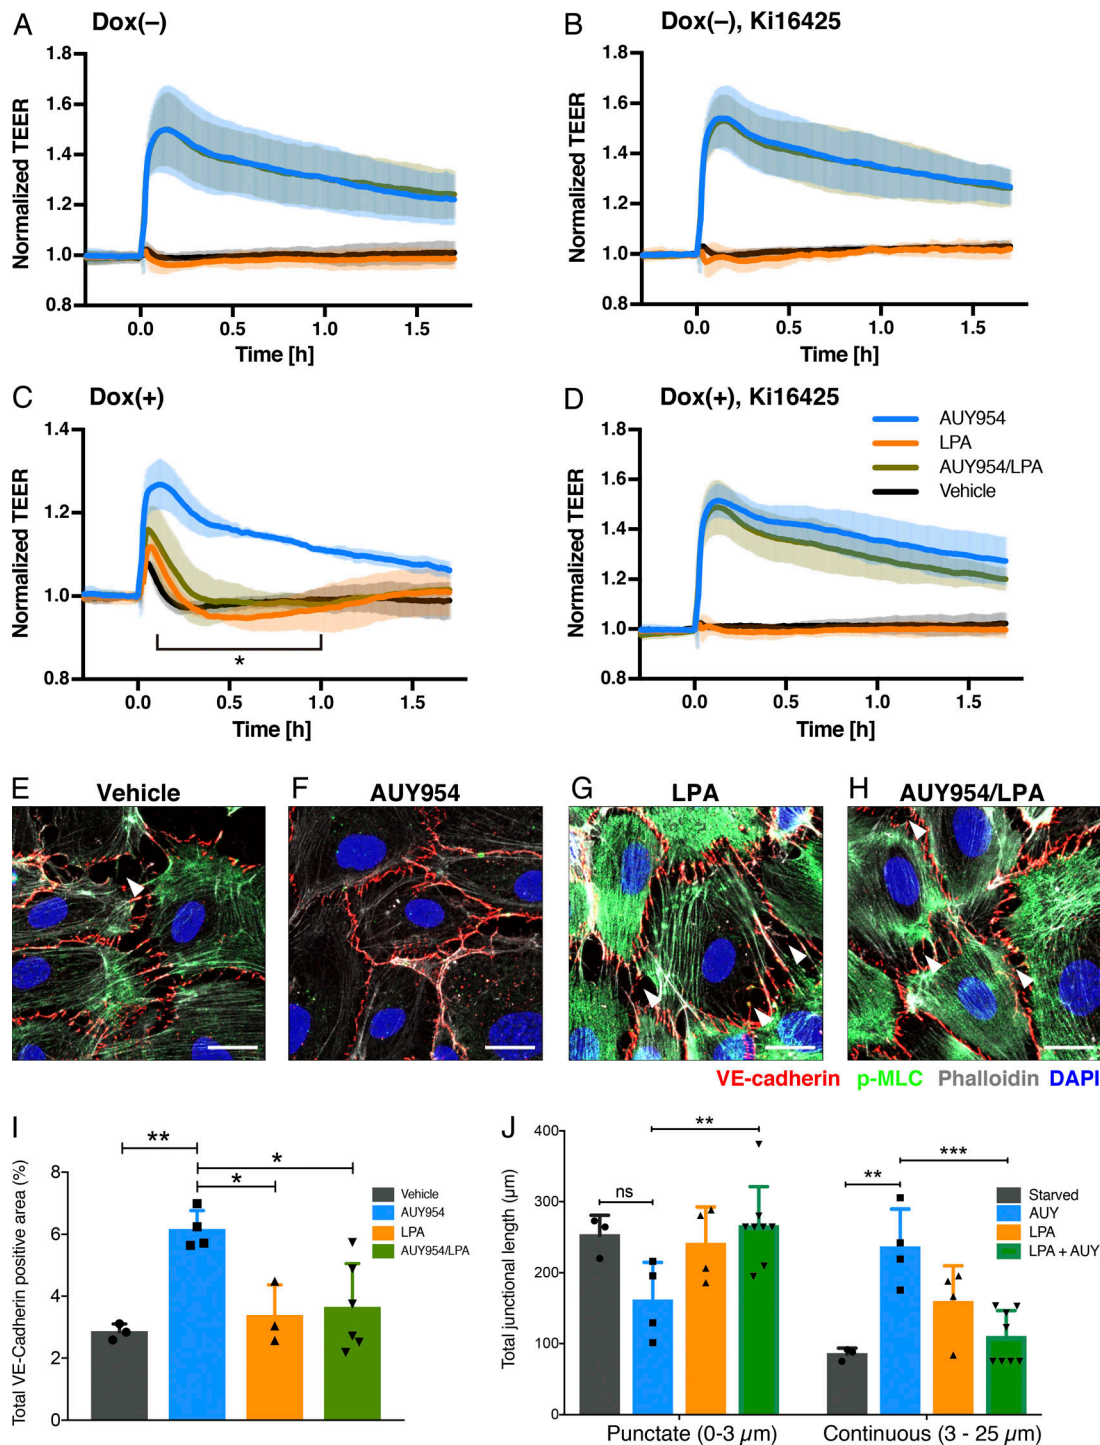 A Dox(–)
Normalized TEER
1.8
1.6
1.4
1.2
1.0
0.8
0.0 0.5 1.0 1.5
Time [h]
B Dox(–), Ki16425
Normalized TEER
1.8
1.6
1.4
1.2
1.0
0.8
0.0 0.5 1.0 1.5
Time [h]
C Dox(+)
Normalized TEER
1.4
1.2
1.0
0.8
*
0.0 0.5 1.0 1.5
Time [h]
D Dox(+), Ki16425
Normalized TEER
1.8
1.6
1.4
1.2
1.0
0.8
AUY954
LPA
AUY954/LPA
Vehicle
0.0 0.5 1.0 1.5
Time [h]
E Vehicle
F AUY954
G LPA
H AUY954/LPA
VE-cadherin p-MLC Phalloidin DAPI
I
Total VE-Cadherin positive area (%)
8
6
4
2
0
**
*
*
Vehicle
AUY954
LPA
AUY954/LPA
J
Total junctional length (µm)
400
300
200
100
0
ns
**
**
***
Starved
AUY
LPA
LPA + AUY
Punctate (0-3 µm) Continuous (3 - 25 µm)